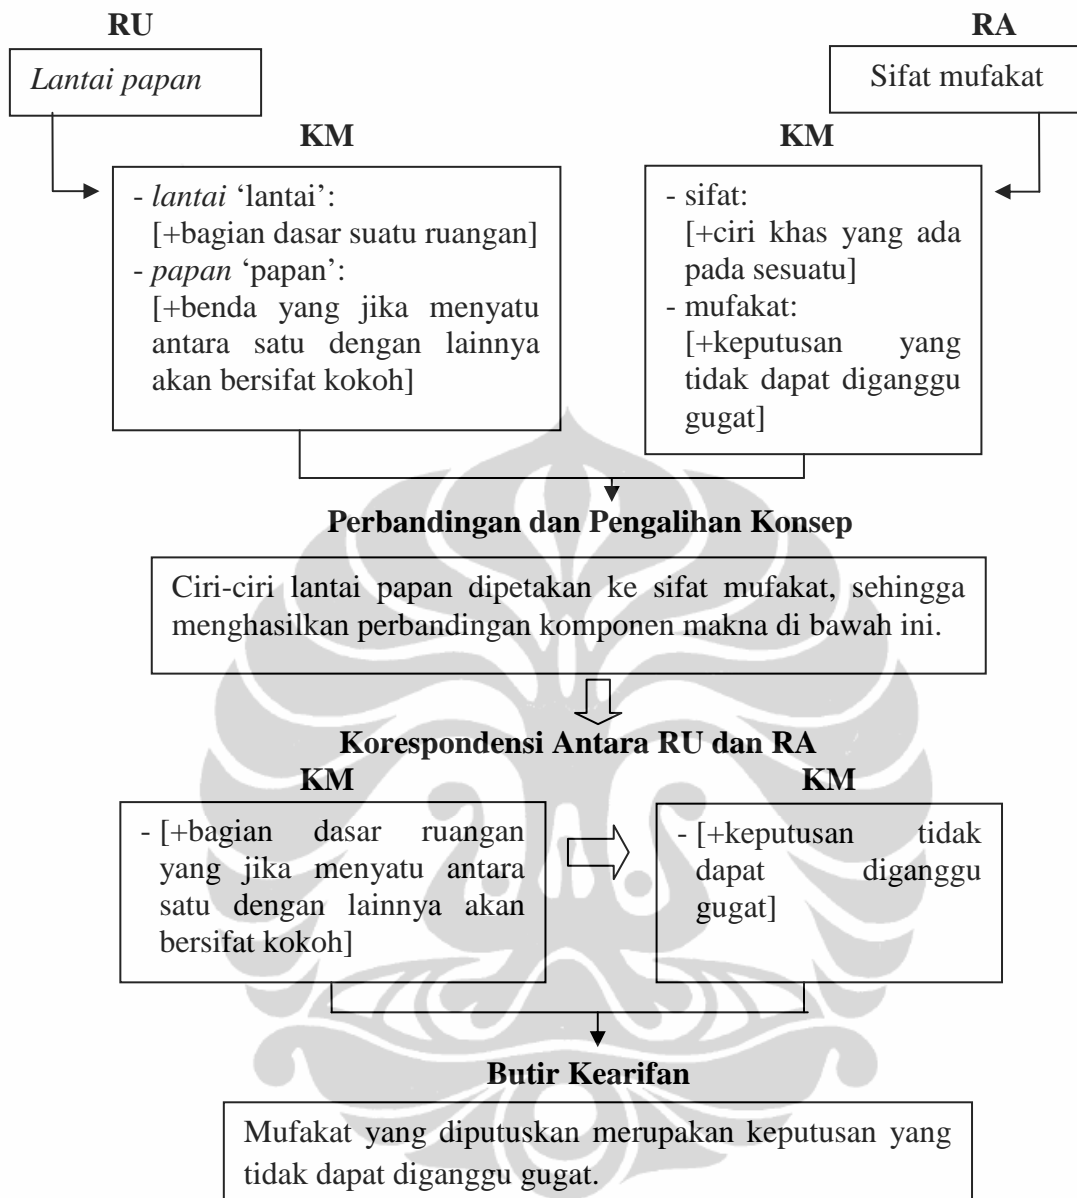 RU
RA
Lantai papan
Sifat mufakat
KM
KM
- lantai ‘lantai’:
[+bagian dasar suatu ruangan]
- papan ‘papan’:
[+benda yang jika menyatu
antara satu dengan lainnya
akan bersifat kokoh]
- sifat:
[+ciri khas yang ada
pada sesuatu]
- mufakat:
[+keputusan yang
tidak dapat diganggu
gugat]
Perbandingan dan Pengalihan Konsep
Ciri-ciri lantai papan dipetakan ke sifat mufakat, sehingga
menghasilkan perbandingan komponen makna di bawah ini.
Korespondensi Antara RU dan RA
KM
KM
- [+bagian dasar ruangan
yang jika menyatu antara
satu dengan lainnya akan
bersifat kokoh]
- [+keputusan tidak
dapat diganggu
gugat]
Butir Kearifan
Mufakat yang diputuskan merupakan keputusan yang
tidak dapat diganggu gugat.